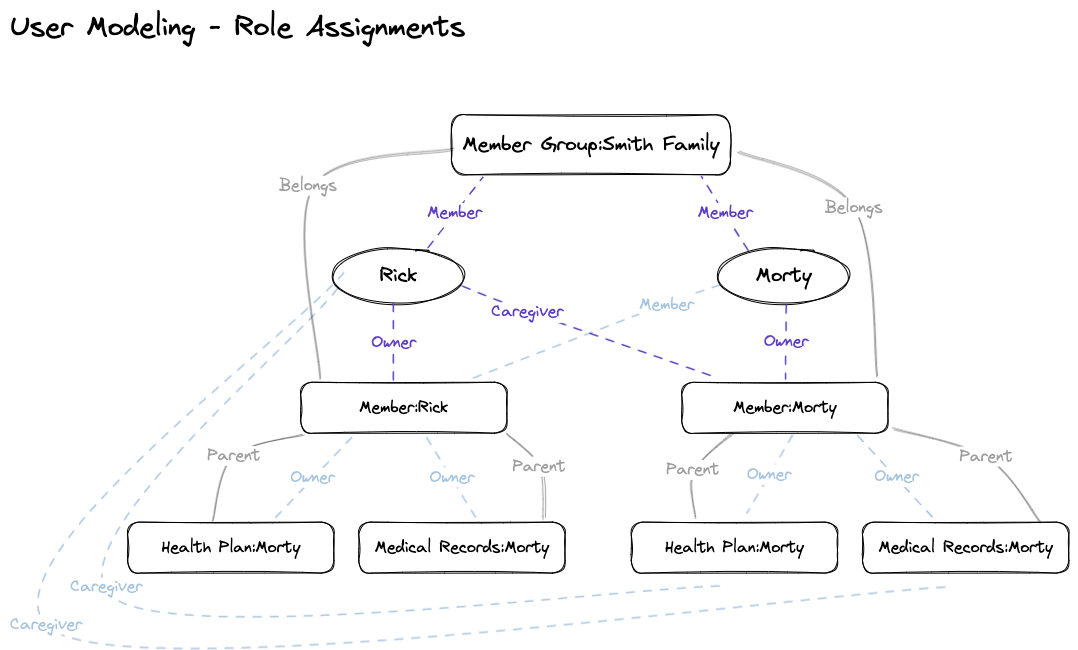 User Modeling - Role Assignments
Member Group:Smith Family
Belongs
Belongs
Member
Member
Rick
Morty
Caregiver
Member
Owner
Owner
Member:Rick
Member:Morty
Parent
Owner
Owner
Parent
Parent
Owner
Owner
Parent
Health Plan:Morty
Medical Records:Morty
Health Plan:Morty
Medical Records:Morty
Caregiver
Caregiver